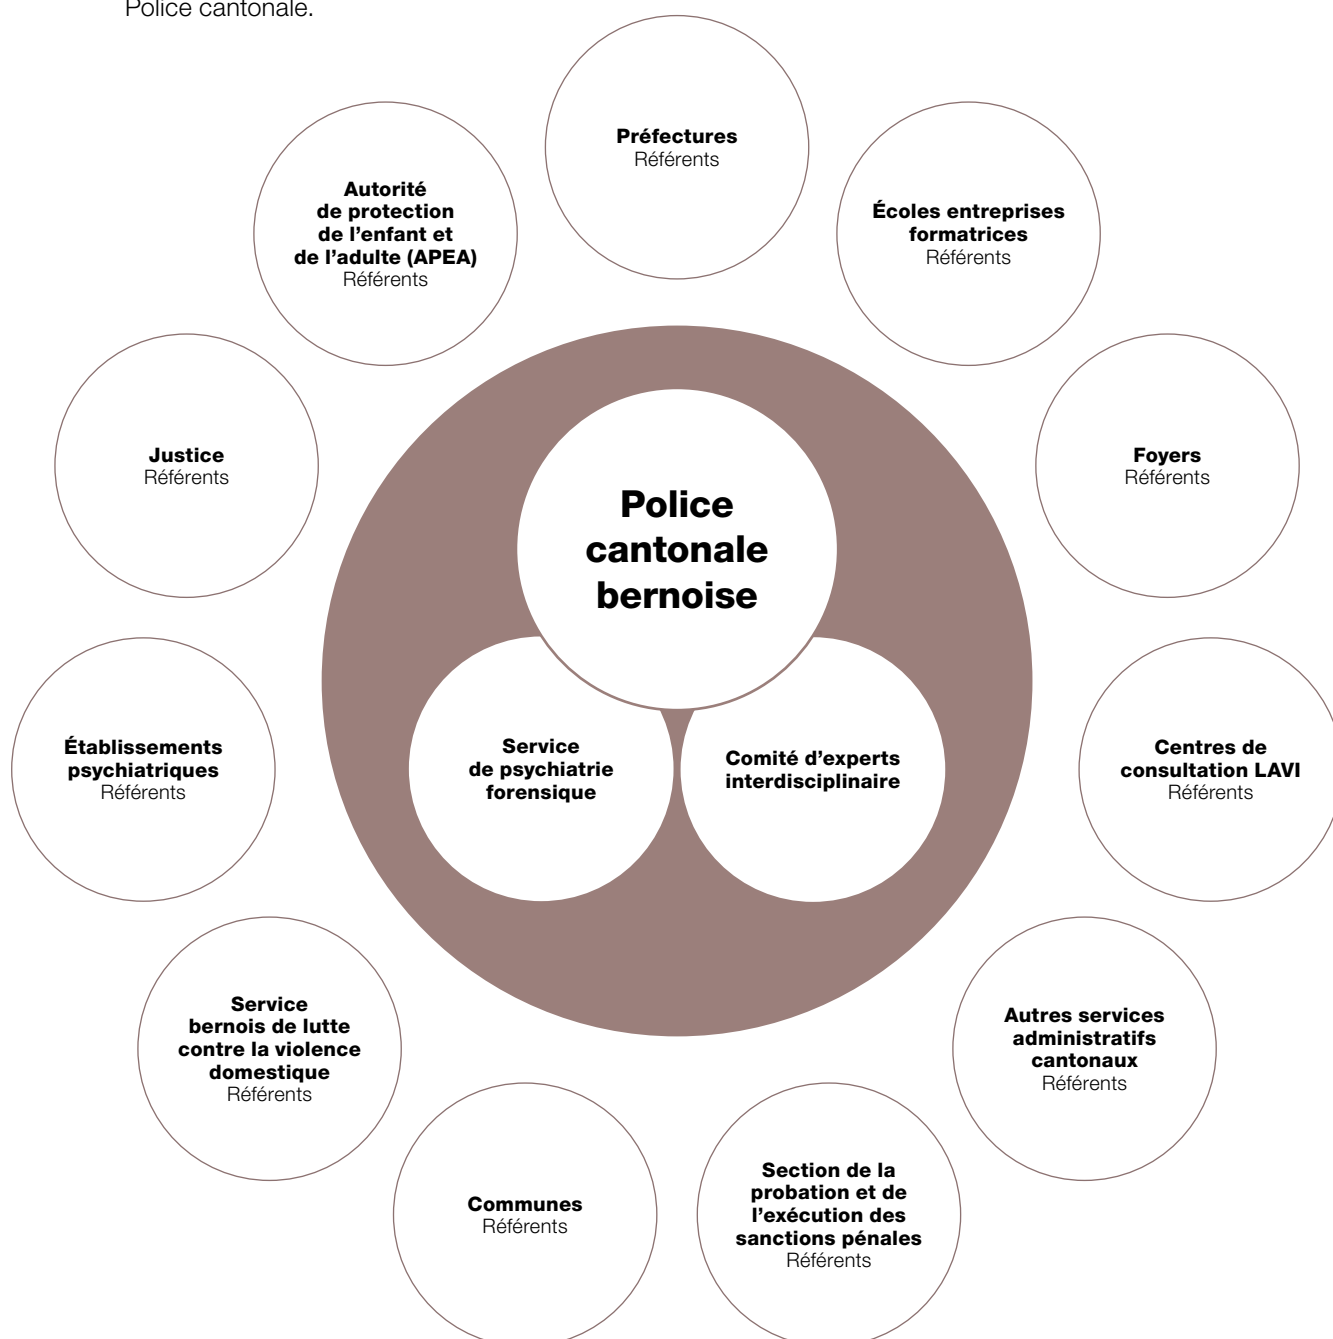 Police cantonale.
Préfectures
Référents
Autorité
de protection
de l’enfant et
de l’adulte (APEA)
Référents
Écoles entreprises
formatrices
Référents
Justice
Référents
Foyers
Référents
Police
cantonale
bernoise
Établissements
psychiatriques
Référents
Service
de psychiatrie
forensique
Comité d’experts
interdisciplinaire
Centres de
consultation LAVI
Référents
Service
bernois de lutte
contre la violence
domestique
Référents
Autres services
administratifs
cantonaux
Référents
Communes
Référents
Section de la
probation et de
l’exécution des
sanctions pénales
Référents